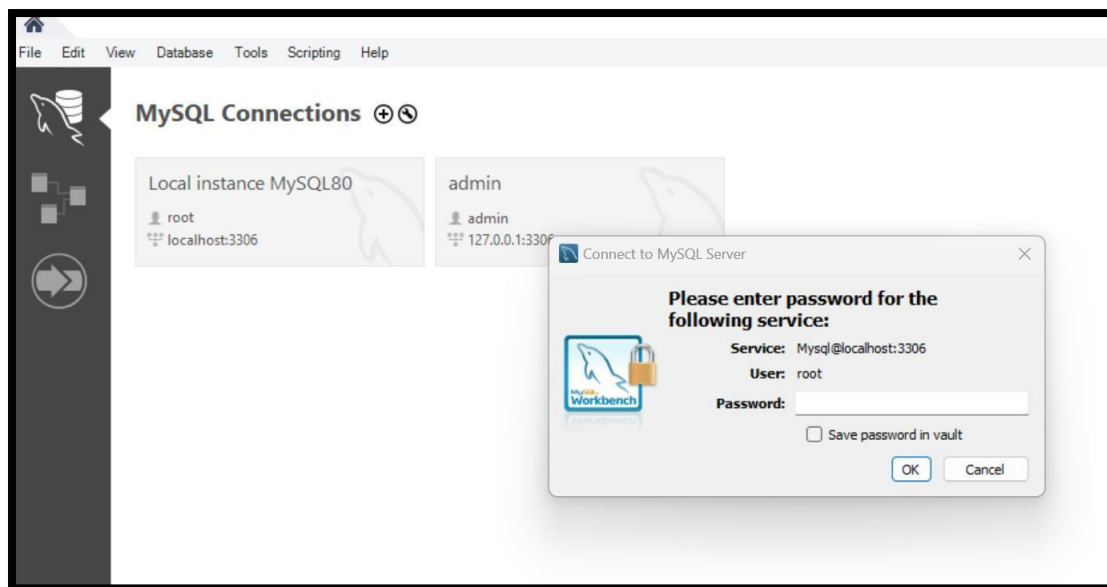 File Edit View Database Tools Scripting Help
MySQL Connections
Local instance MySQL80
root
localhost:3306
admin
admin
127.0.0.1:3306
Connect to MySQL Server
Please enter password for the
following service:
Service: Mysql@localhost:3306
User: root
Password:
Save password in vault
OK Cancel
MySQL
Workbench